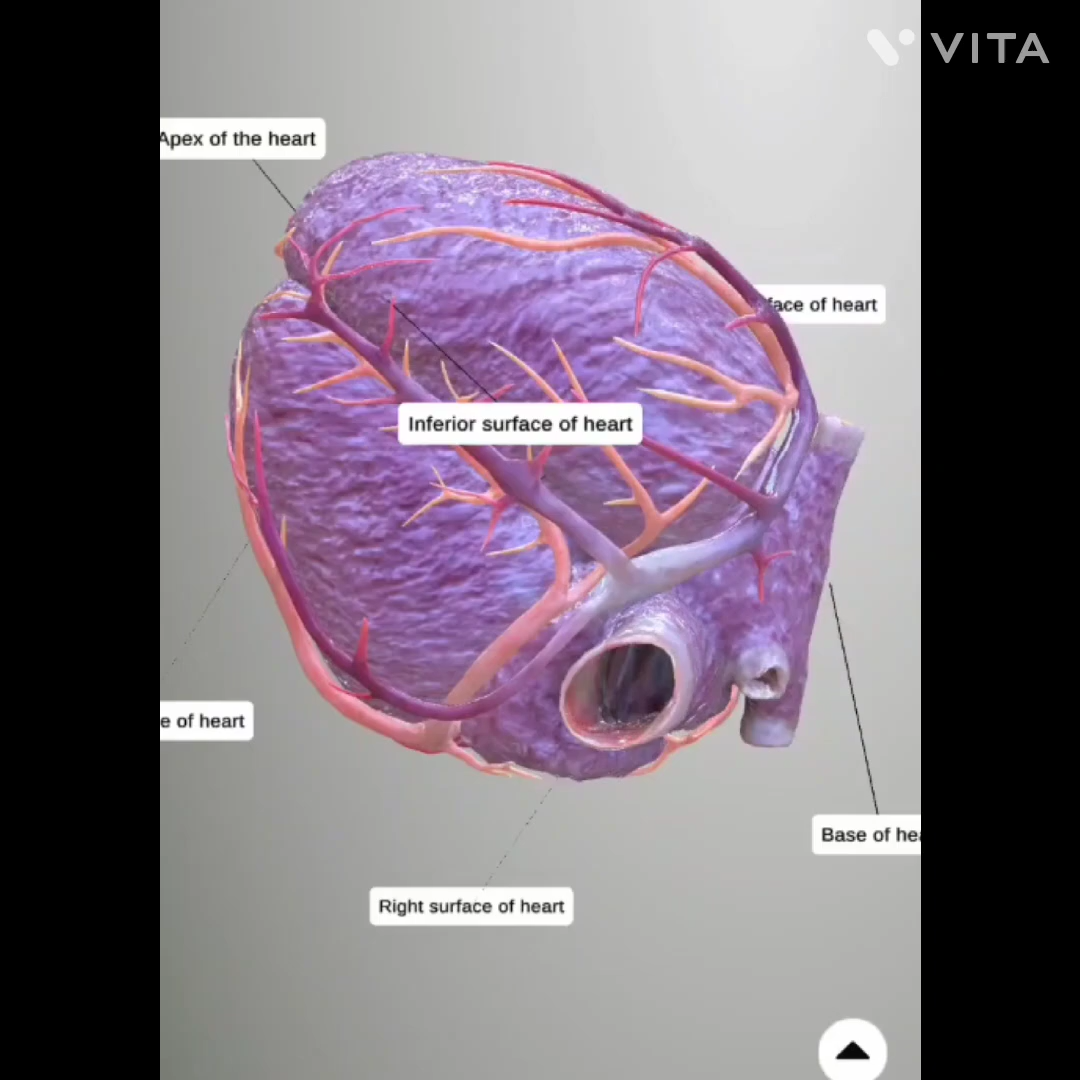 VITA
Apex of the heart
face of heart
Inferior surface of heart
e of heart
Base of hea
Right surface of heart